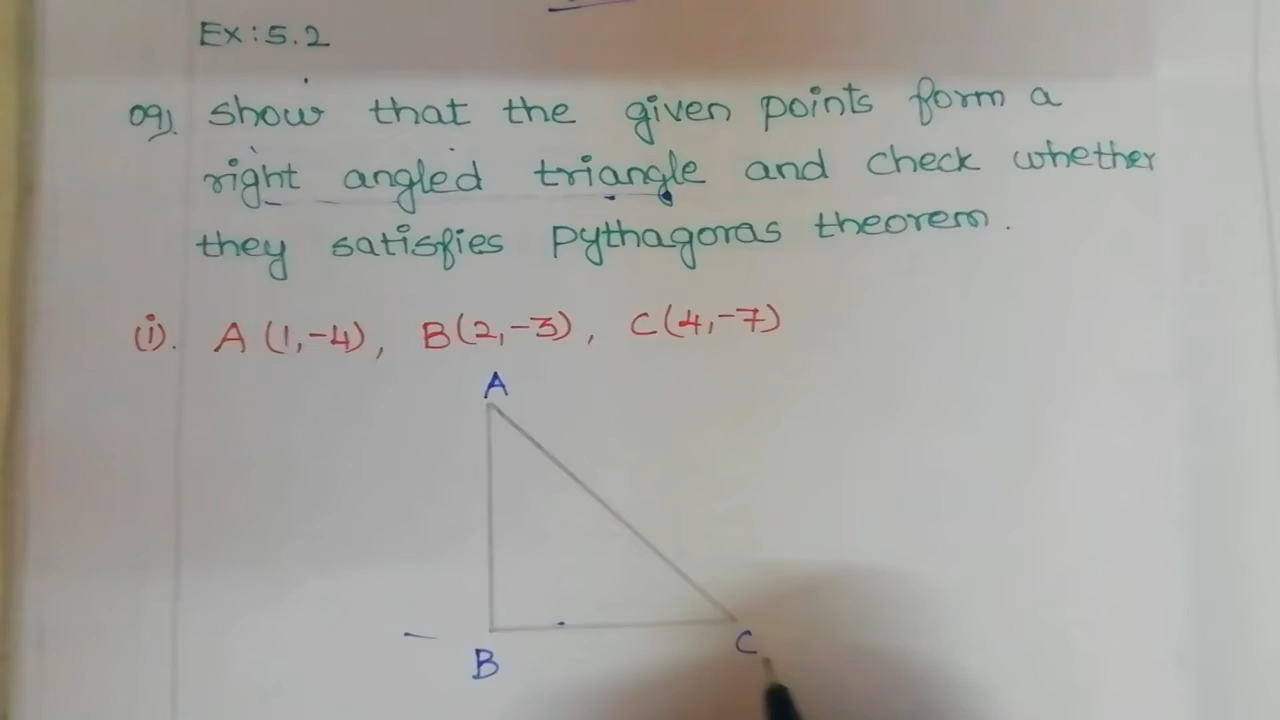 Ex: 5.2
09). Show that the given points form a
right angled triangle and check whether
they satisfies pythagoras theorem.
(i). A(1,-4), B(2,-3), C(4,-7)
A
B
C